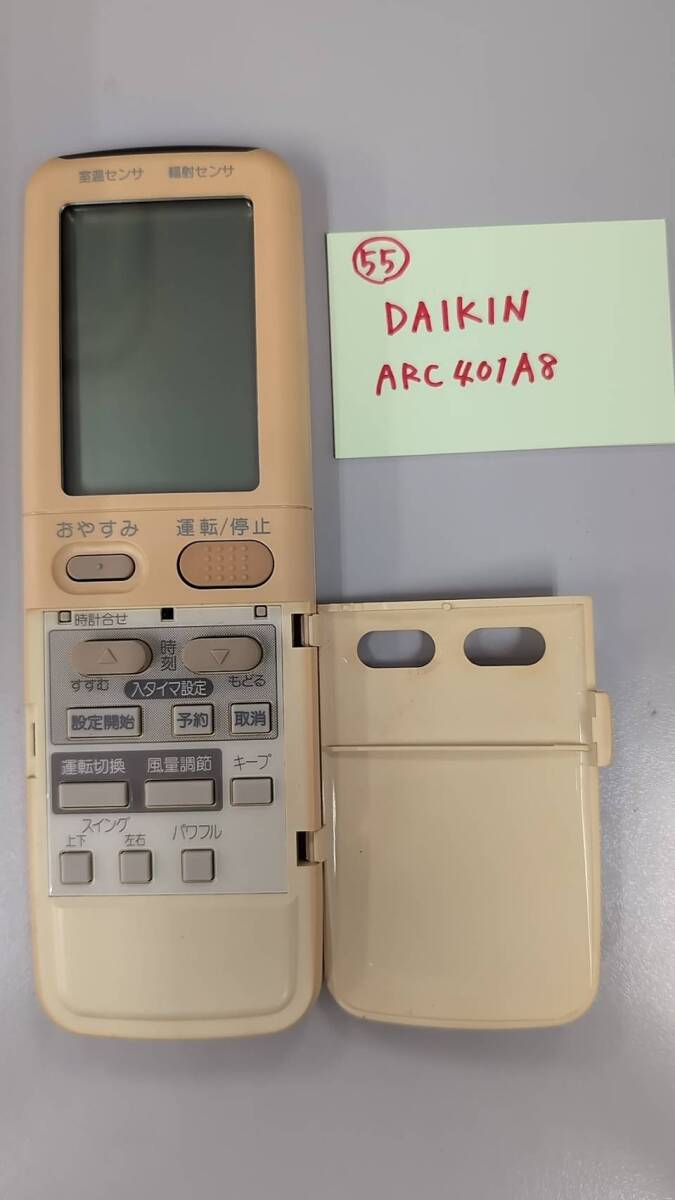 室温センサ 輻射センサ
55
DAIKIN
ARC401A8
おやすみ 運転/停止
時計合せ
△ 時刻 ▽
すすむ もどる
入タイマ設定
設定開始 予約 取消
運転切換 風量調節 キープ
スイング パワフル
上下 左右